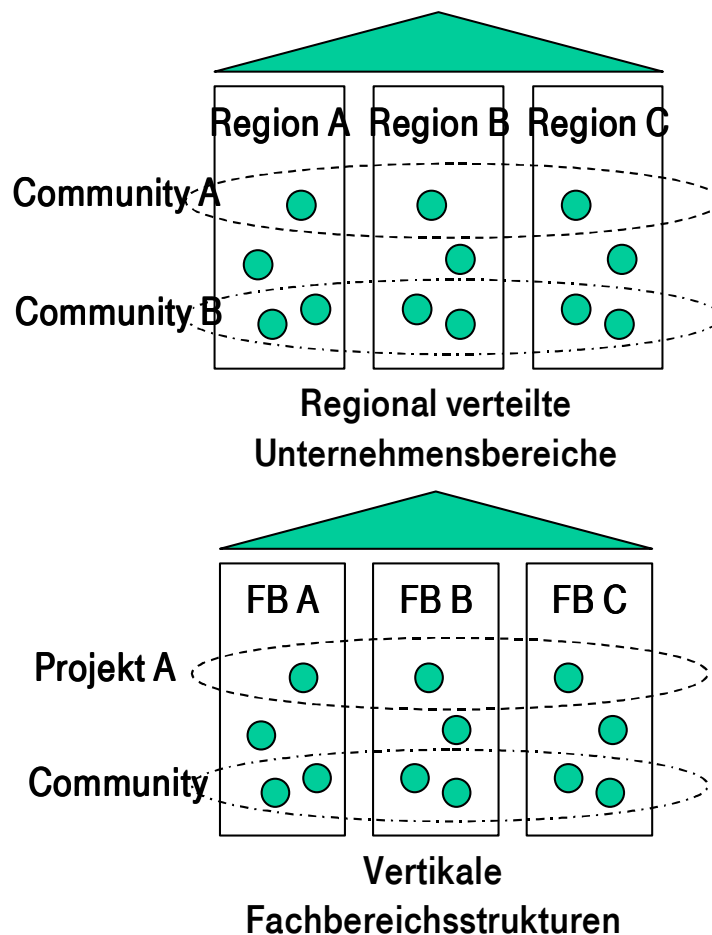 Region A Region B Region C
Community A
Community B
Regional verteilte
Unternehmensbereiche
FB A FB B FB C
Projekt A
Community
Vertikale
Fachbereichsstrukturen